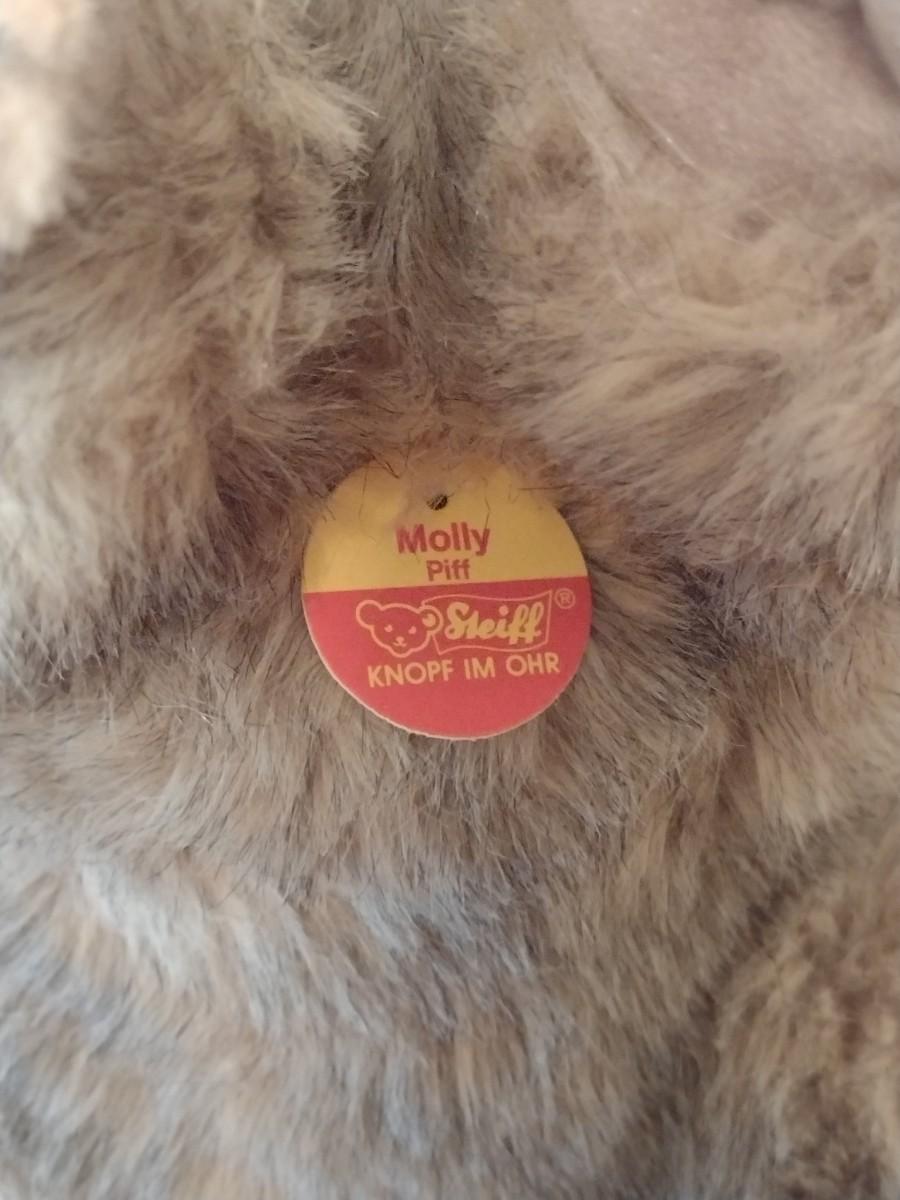 Molly
Piff
Steiff ®
KNOPF IM OHR